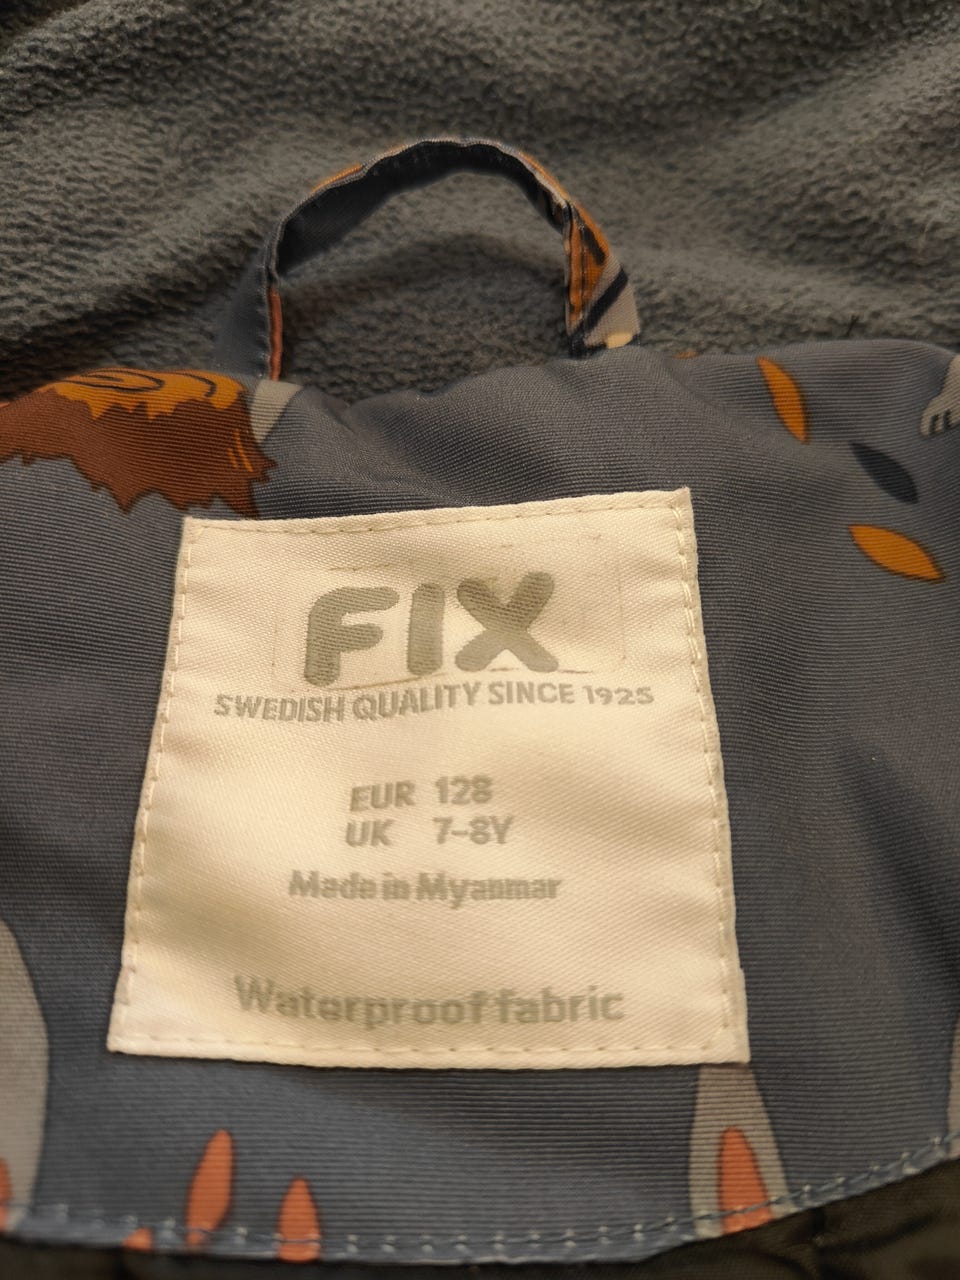 FIX
SWEDISH QUALITY SINCE 1925
EUR 128
UK 7-8Y
Made in Myanmar
Waterproof fabric